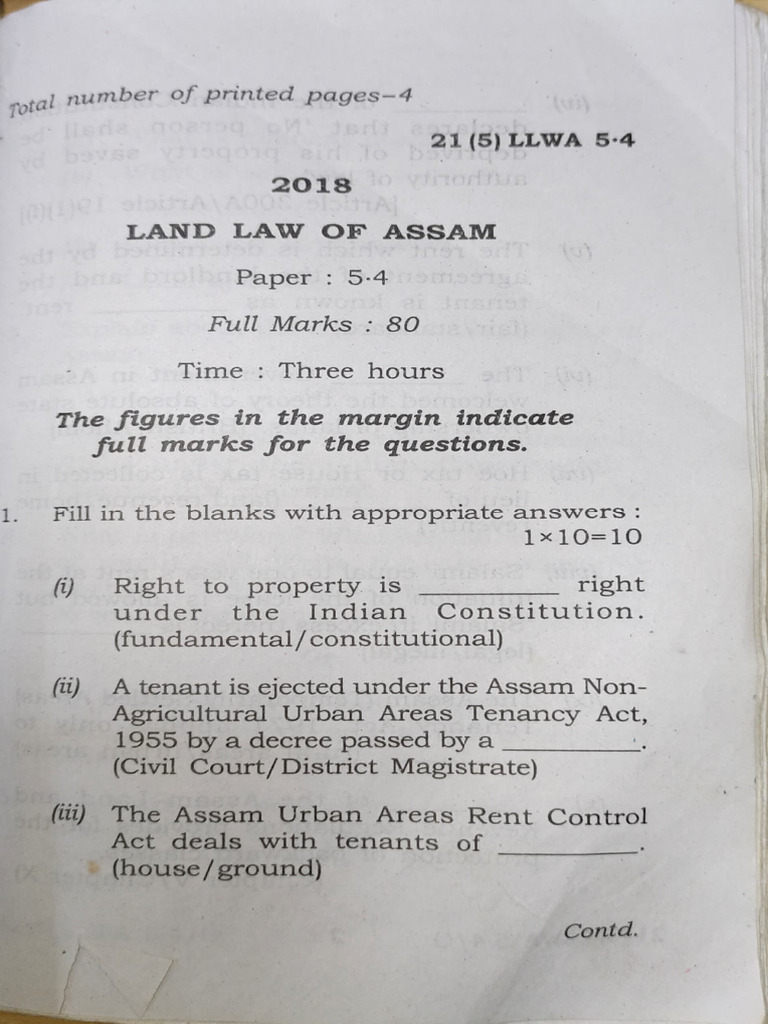 Total number of printed pages–4
21 (5) LLWA 5·4
2018
LAND LAW OF ASSAM
Paper : 5·4
Full Marks : 80
Time : Three hours
The figures in the margin indicate
full marks for the questions.
1. Fill in the blanks with appropriate answers :
1×10=10
(i) Right to property is __________ right
under the Indian Constitution.
(fundamental/constitutional)
(ii) A tenant is ejected under the Assam Non-
Agricultural Urban Areas Tenancy Act,
1955 by a decree passed by a __________.
(Civil Court/District Magistrate)
(iii) The Assam Urban Areas Rent Control
Act deals with tenants of __________.
(house/ground)
Contd.